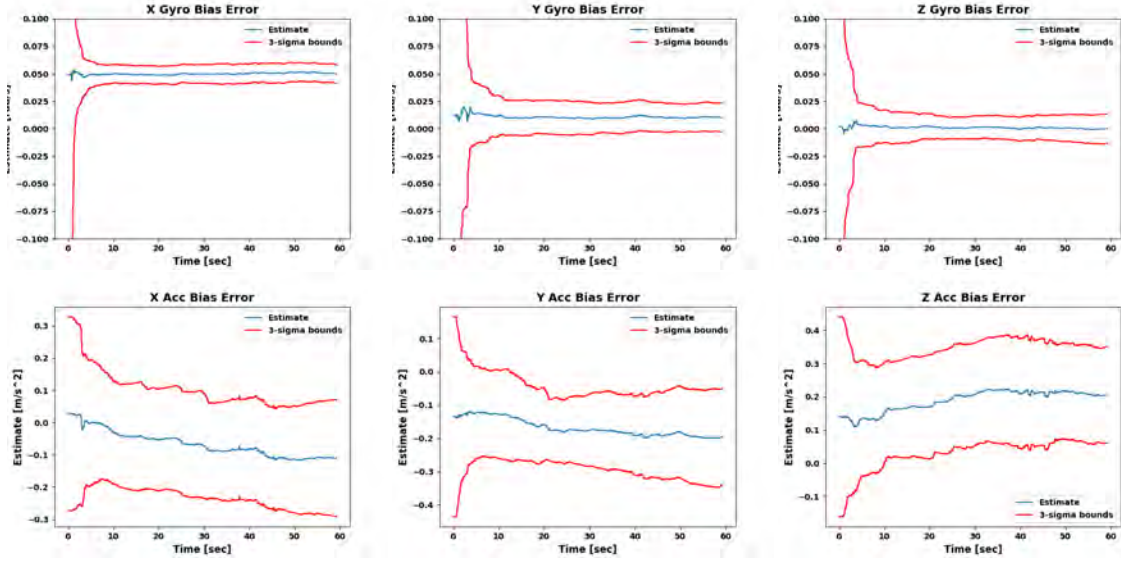 X Gyro Bias Error
0.100
0.075
0.050
0.025
0.000
−0.025
−0.050
−0.075
−0.100
Estimate
3-sigma bounds
0 10 20 30 40 50 60
Time [sec]
Y Gyro Bias Error
0.100
0.075
0.050
0.025
0.000
−0.025
−0.050
−0.075
−0.100
Estimate
3-sigma bounds
0 10 20 30 40 50 60
Time [sec]
Z Gyro Bias Error
0.100
0.075
0.050
0.025
0.000
−0.025
−0.050
−0.075
−0.100
Estimate
3-sigma bounds
0 10 20 30 40 50 60
Time [sec]
X Acc Bias Error
Estimate [m/s^2]
0.3
0.2
0.1
0.0
−0.1
−0.2
−0.3
Estimate
3-sigma bounds
0 10 20 30 40 50 60
Time [sec]
Y Acc Bias Error
Estimate [m/s^2]
0.1
0.0
−0.1
−0.2
−0.3
−0.4
Estimate
3-sigma bounds
0 10 20 30 40 50 60
Time [sec]
Z Acc Bias Error
Estimate [m/s^2]
0.4
0.3
0.2
0.1
0.0
−0.1
Estimate
3-sigma bounds
0 10 20 30 40 50 60
Time [sec]